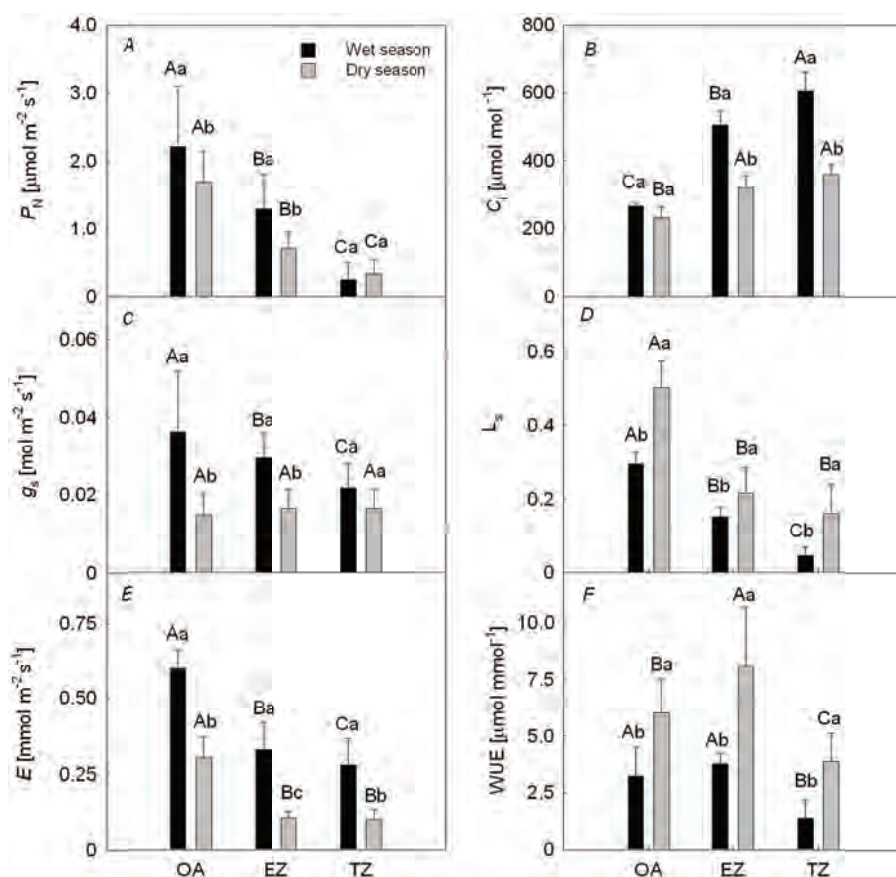 A
Wet season
Dry season
P_N [µmol m⁻² s⁻¹]
4.0
3.0
2.0
1.0
0
Aa Ab Ba Bb Ca Ca
B
C_i [µmol mol⁻¹]
800
600
400
200
0
Ca Ba Ba Ab Aa Ab
C
g_s [mol m⁻² s⁻¹]
0.06
0.04
0.02
0
Aa Ab Ba Ab Ca Aa
D
L_s
0.6
0.4
0.2
0
Ab Aa Bb Ba Cb Ba
E
E [mmol m⁻² s⁻¹]
0.75
0.50
0.25
0
Aa Ab Ba Bc Ca Bb
OA EZ TZ
F
WUE [µmol mmol⁻¹]
10.0
7.5
5.0
2.5
0
Ab Ba Ab Aa Bb Ca
OA EZ TZ